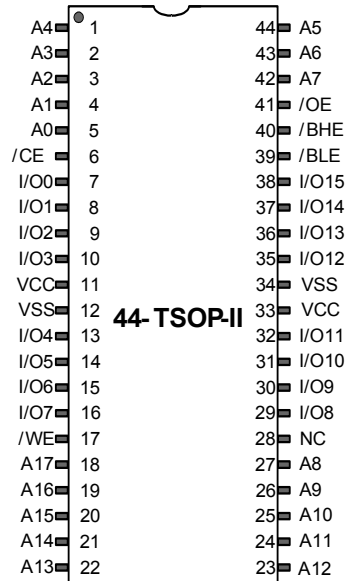 A4 1 44 A5
A3 2 43 A6
A2 3 42 A7
A1 4 41 /OE
A0 5 40 /BHE
/CE 6 39 /BLE
I/O0 7 38 I/O15
I/O1 8 37 I/O14
I/O2 9 36 I/O13
I/O3 10 35 I/O12
VCC 11 34 VSS
VSS 12 33 VCC
44-TSOP-II
I/O4 13 32 I/O11
I/O5 14 31 I/O10
I/O6 15 30 I/O9
I/O7 16 29 I/O8
/WE 17 28 NC
A17 18 27 A8
A16 19 26 A9
A15 20 25 A10
A14 21 24 A11
A13 22 23 A12